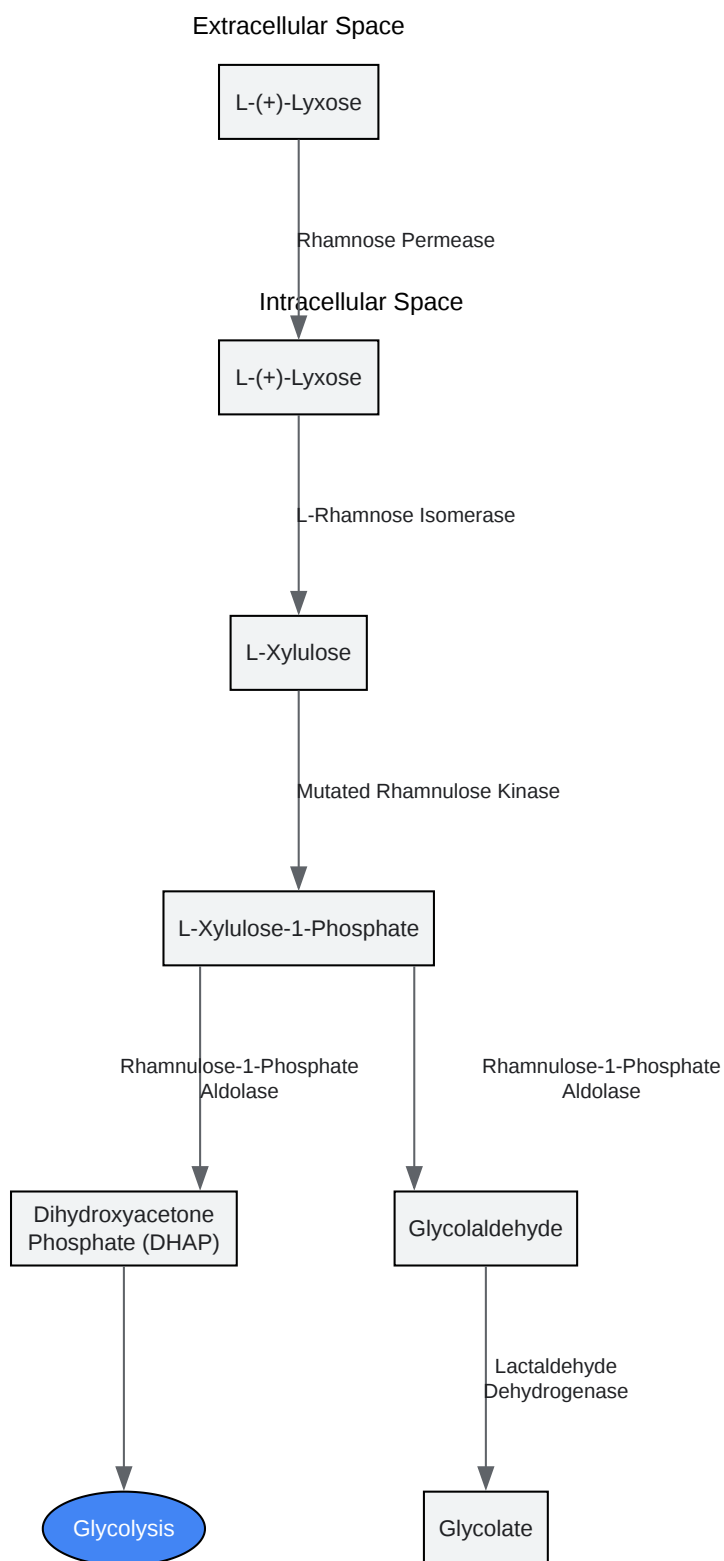 Extracellular Space
L-(+)-Lyxose
Rhamnose Permease
Intracellular Space
L-(+)-Lyxose
L-Rhamnose Isomerase
L-Xylulose
Mutated Rhamnulose Kinase
L-Xylulose-1-Phosphate
Rhamnulose-1-Phosphate
Aldolase
Rhamnulose-1-Phosphate
Aldolase
Dihydroxyacetone
Phosphate (DHAP)
Glycolaldehyde
Lactaldehyde
Dehydrogenase
Glycolysis
Glycolate